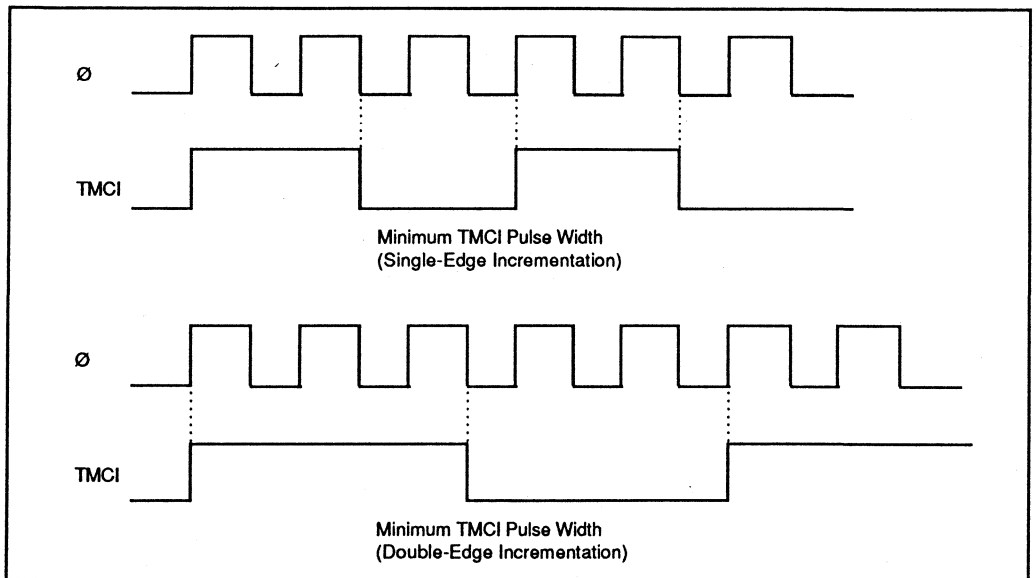 Ø
TMCI
Minimum TMCI Pulse Width
(Single-Edge Incrementation)
Ø
TMCI
Minimum TMCI Pulse Width
(Double-Edge Incrementation)